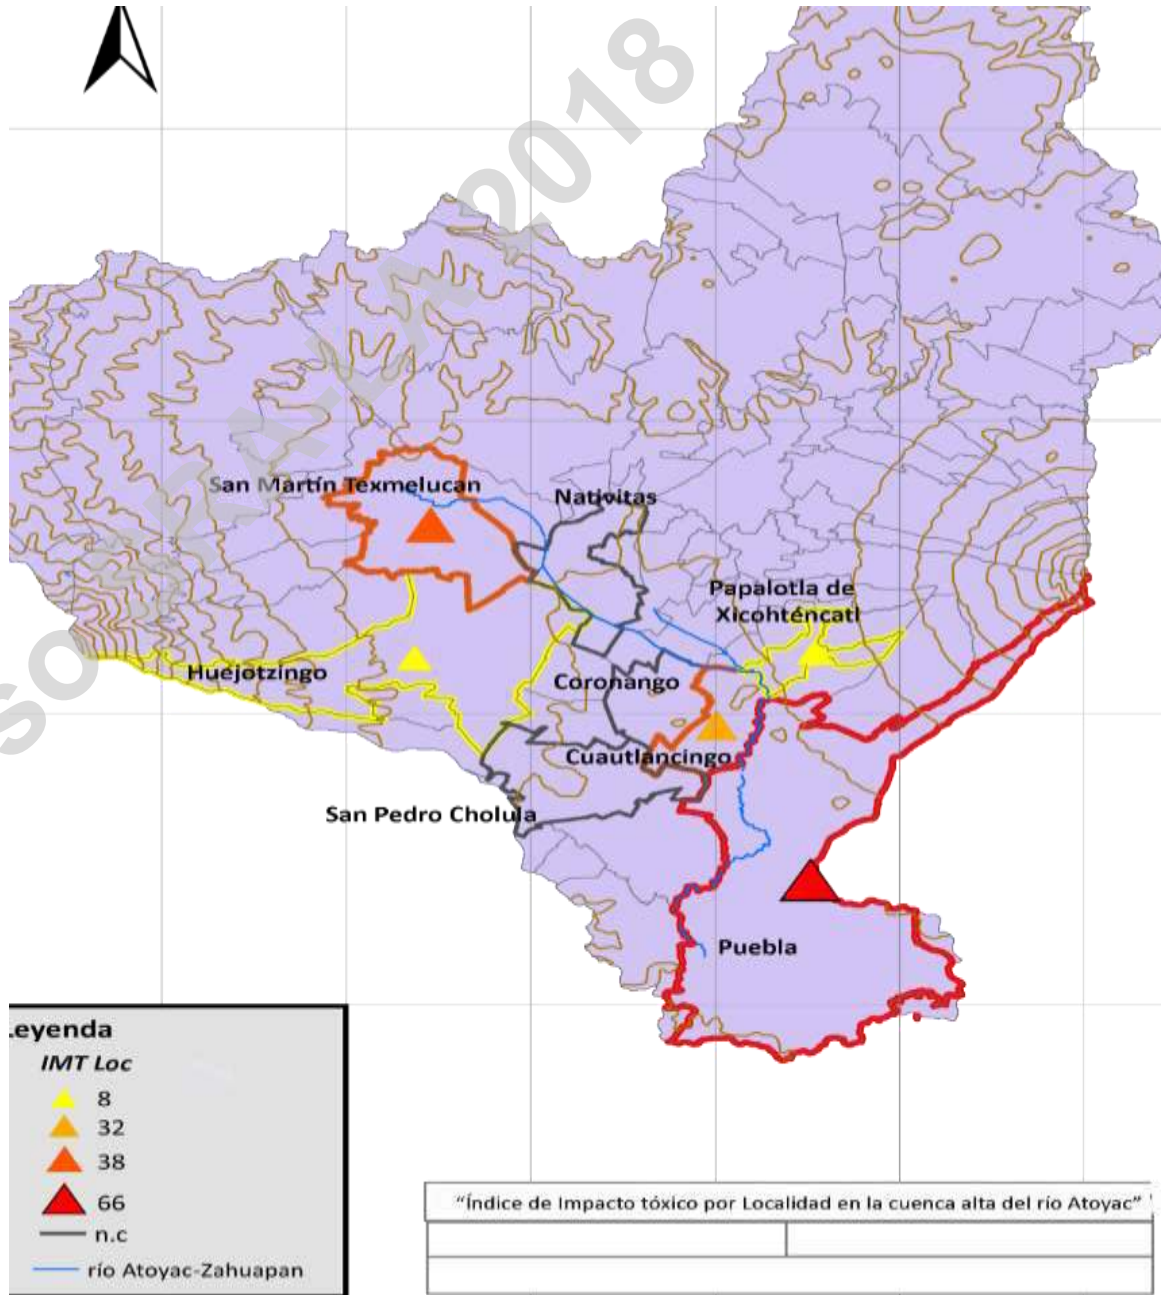 San Martín Texmelucan
Nativitas
Papalotla de
Xicohténcatl
Huejotzingo
Coronango
Cuautlancingo
San Pedro Cholula
Puebla
Leyenda
IMT Loc
8
32
38
66
n.c
río Atoyac-Zahuapan
"Índice de Impacto tóxico por Localidad en la cuenca alta del río Atoyac"
2018